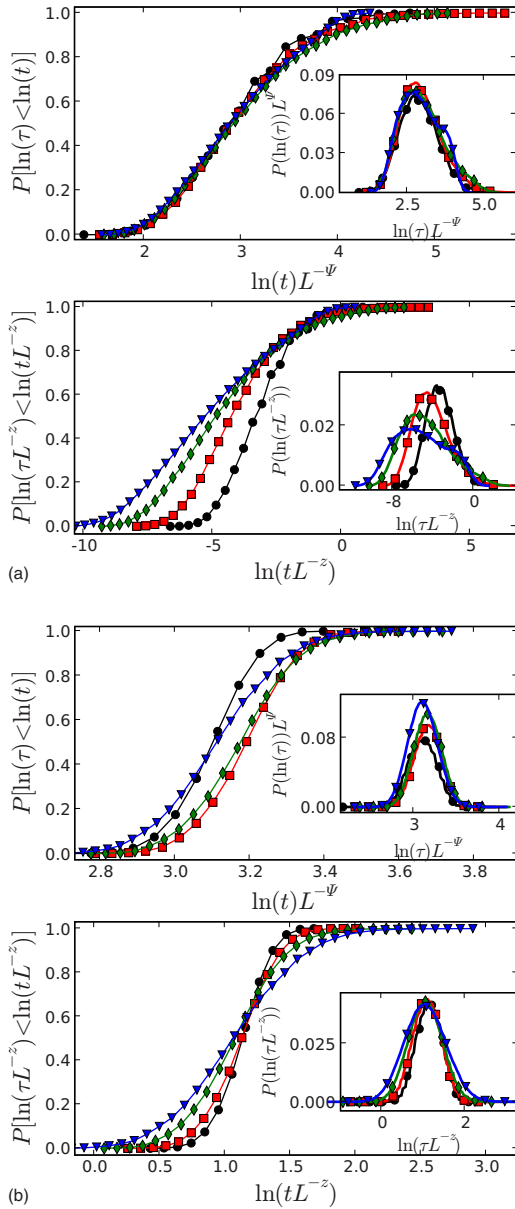 1.0
0.8
0.6
0.4
0.2
0.0
P[ln(τ)<ln(t)]
2 3 4 5
ln(t)L^{-Ψ}
0.09
0.06
0.03
0.00
P(ln(τ))L^Ψ
2.5 5.0
ln(τ)L^{-Ψ}
1.0
0.8
0.6
0.4
0.2
0.0
P[ln(τL^{-z})<ln(tL^{-z})]
-10 -5 0 5
ln(tL^{-z})
0.02
0.00
P(ln(τL^{-z}))
-8 0
ln(τL^{-z})
(a)
1.0
0.8
0.6
0.4
0.2
0.0
P[ln(τ)<ln(t)]
2.8 3.0 3.2 3.4 3.6 3.8
ln(t)L^{-Ψ}
0.08
0.00
P(ln(τ))L^Ψ
3 4
ln(τ)L^{-Ψ}
1.0
0.8
0.6
0.4
0.2
0.0
P[ln(τL^{-z})<ln(tL^{-z})]
0.0 0.5 1.0 1.5 2.0 2.5 3.0
ln(tL^{-z})
0.025
0.000
P(ln(τL^{-z}))
0 2
ln(τL^{-z})
(b)